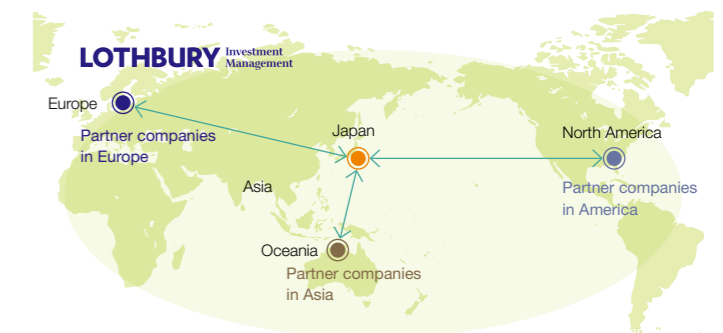 LOTHBURY Investment
Management
Europe
Partner companies
in Europe
Japan
North America
Partner companies
in America
Asia
Oceania
Partner companies
in Asia